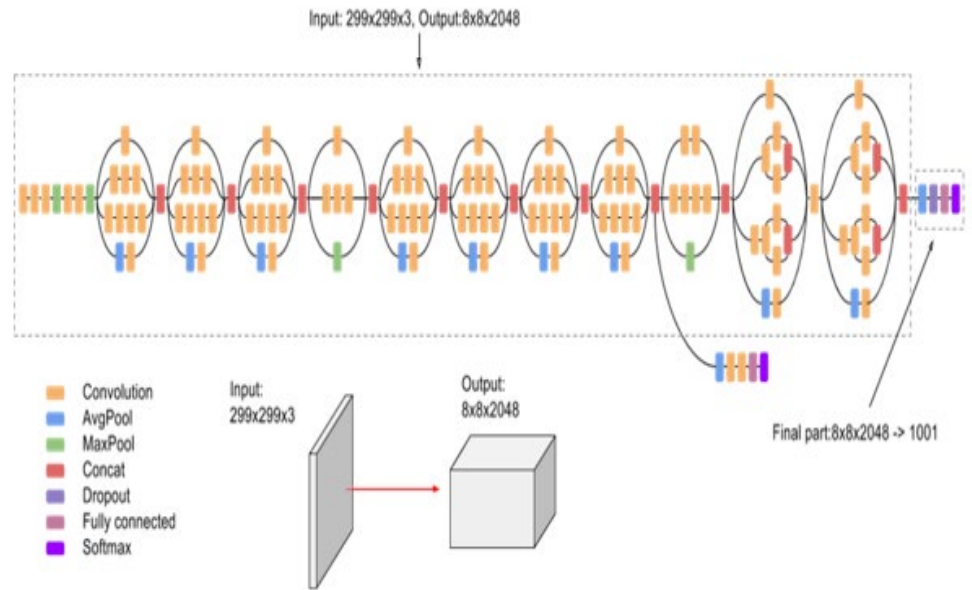 Input: 299x299x3, Output:8x8x2048
Convolution
AvgPool
MaxPool
Concat
Dropout
Fully connected
Softmax
Input:
299x299x3
Output:
8x8x2048
Final part:8x8x2048 -> 1001